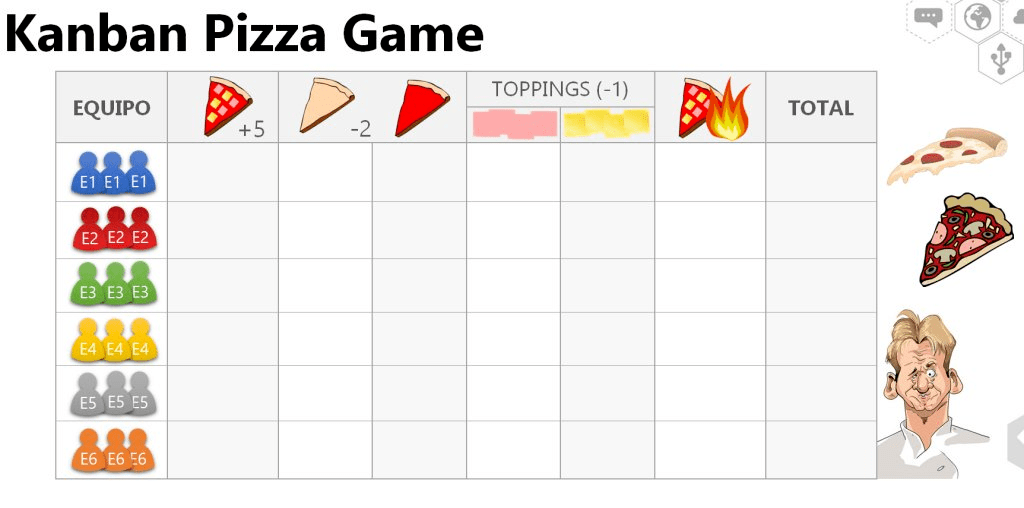 Kanban Pizza Game
EQUIPO +5 -2 TOPPINGS (-1) TOTAL
E1 E1 E1
E2 E2 E2
E3 E3 E3
E4 E4 E4
E5 E5 E5
E6 E6 E6